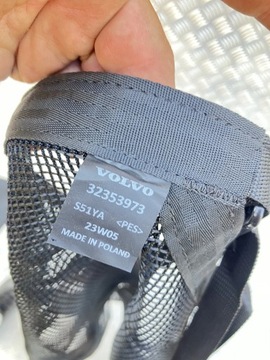 VOLVO
32353973
S51YA <PES>
23W05
MADE IN POLAND